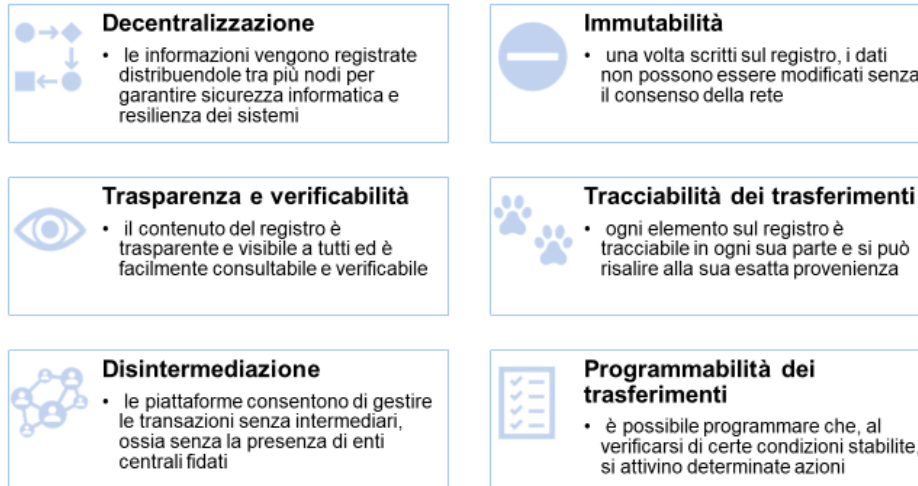 Decentralizzazione
• le informazioni vengono registrate
distribuendole tra più nodi per
garantire sicurezza informatica e
resilienza dei sistemi
Immutabilità
• una volta scritti sul registro, i dati
non possono essere modificati senza
il consenso della rete
Trasparenza e verificabilità
• il contenuto del registro è
trasparente e visibile a tutti ed è
facilmente consultabile e verificabile
Tracciabilità dei trasferimenti
• ogni elemento sul registro è
tracciabile in ogni sua parte e si può
risalire alla sua esatta provenienza
Disintermediazione
• le piattaforme consentono di gestire
le transazioni senza intermediari,
ossia senza la presenza di enti
centrali fidati
Programmabilità dei
trasferimenti
• è possibile programmare che, al
verificarsi di certe condizioni stabilite,
si attivino determinate azioni